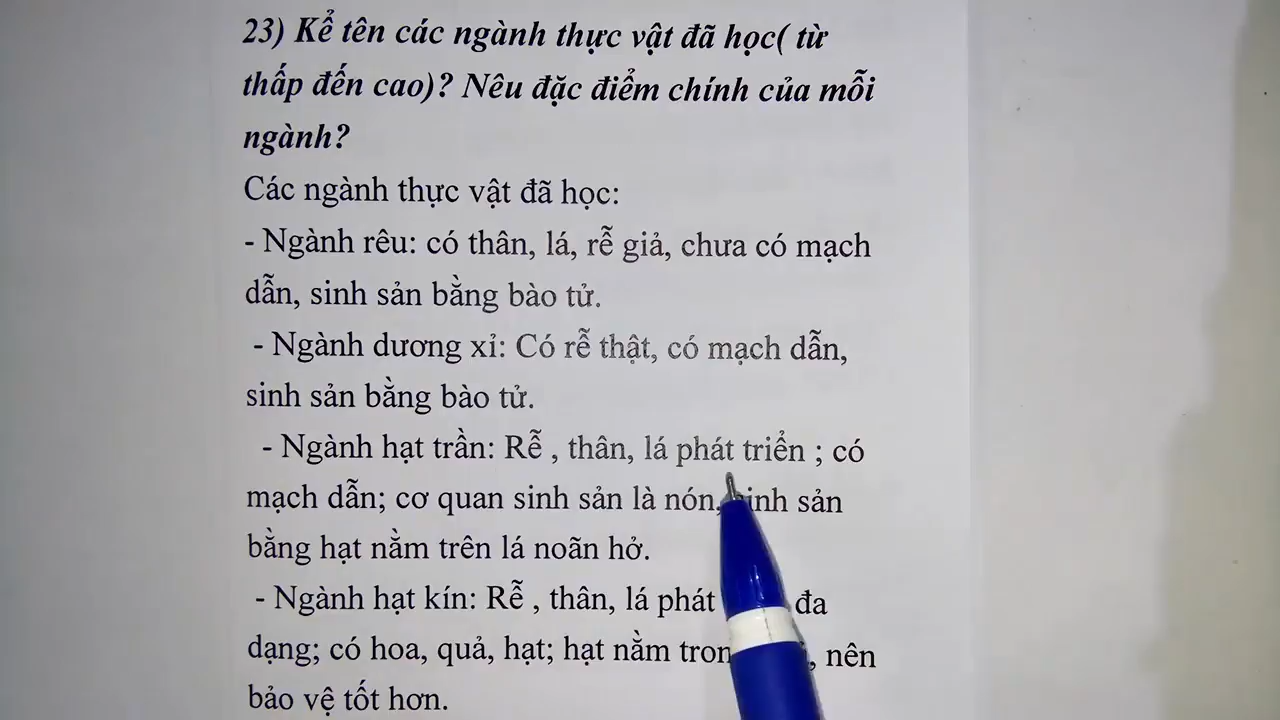 23) Kể tên các ngành thực vật đã học( từ
thấp đến cao)? Nêu đặc điểm chính của mỗi
ngành?
Các ngành thực vật đã học:
- Ngành rêu: có thân, lá, rễ giả, chưa có mạch
dẫn, sinh sản bằng bào tử.
- Ngành dương xỉ: Có rễ thật, có mạch dẫn,
sinh sản bằng bào tử.
- Ngành hạt trần: Rễ , thân, lá phát triển ; có
mạch dẫn; cơ quan sinh sản là nón, sinh sản
bằng hạt nằm trên lá noãn hở.
- Ngành hạt kín: Rễ , thân, lá phát đa
dạng; có hoa, quả, hạt; hạt nằm nên
bảo vệ tốt hơn.